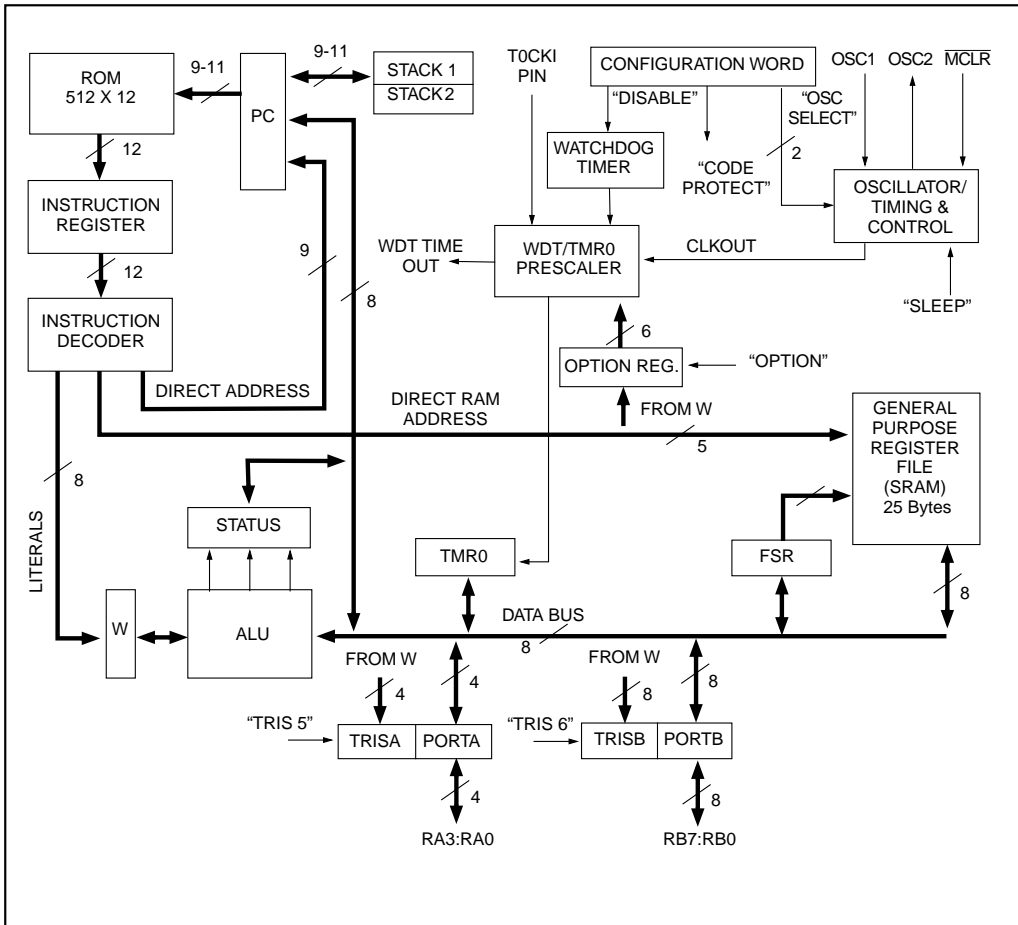 ROM
512 X 12
9-11
PC
9-11
STACK 1
STACK 2
T0CKI
PIN
CONFIGURATION WORD
OSC1
OSC2
MCLR
“DISABLE”
“OSC
SELECT”
WATCHDOG
TIMER
“CODE
PROTECT”
2
12
INSTRUCTION
REGISTER
OSCILLATOR/
TIMING &
CONTROL
9
8
WDT TIME
OUT
WDT/TMR0
PRESCALER
CLKOUT
12
INSTRUCTION
DECODER
“SLEEP”
6
OPTION REG.
“OPTION”
DIRECT ADDRESS
DIRECT RAM
ADDRESS
FROM W
5
GENERAL
PURPOSE
REGISTER
FILE
(SRAM)
25 Bytes
8
LITERALS
STATUS
TMR0
FSR
8
W
ALU
DATA BUS
8
FROM W
4
4
FROM W
8
8
“TRIS 5”
TRISA
PORTA
“TRIS 6”
TRISB
PORTB
4
8
RA3:RA0
RB7:RB0